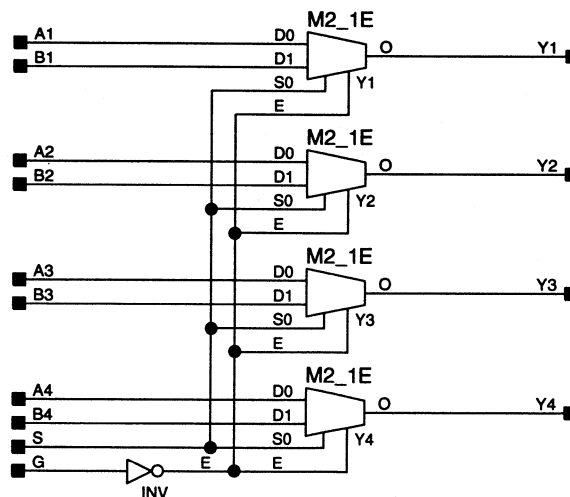 M2_1E
A1 D0 O Y1
B1 D1
S0 Y1
E
M2_1E
A2 D0 O Y2
B2 D1
S0 Y2
E
M2_1E
A3 D0 O Y3
B3 D1
S0 Y3
E
M2_1E
A4 D0 O Y4
B4 D1
S S0 Y4
G E E
INV